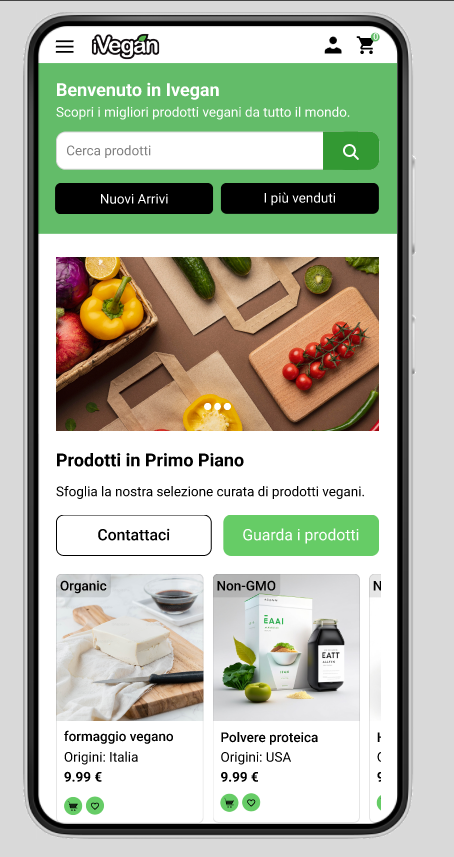 iVegan
0
Benvenuto in Ivegan
Scopri i migliori prodotti vegani da tutto il mondo.
Cerca prodotti
Nuovi Arrivi
I più venduti
Prodotti in Primo Piano
Sfoglia la nostra selezione curata di prodotti vegani.
Contattaci
Guarda i prodotti
Organic
Non-GMO
N
ĒAAI
EATT
formaggio vegano
Polvere proteica
Origini: Italia
Origini: USA
9.99 €
9.99 €